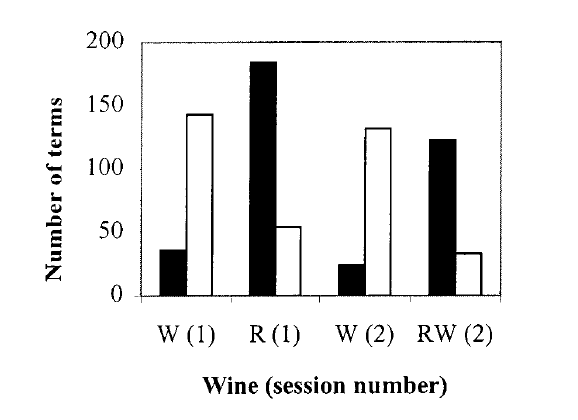 200
150
100
50
0
Number of terms
W (1) R (1) W (2) RW (2)
Wine (session number)